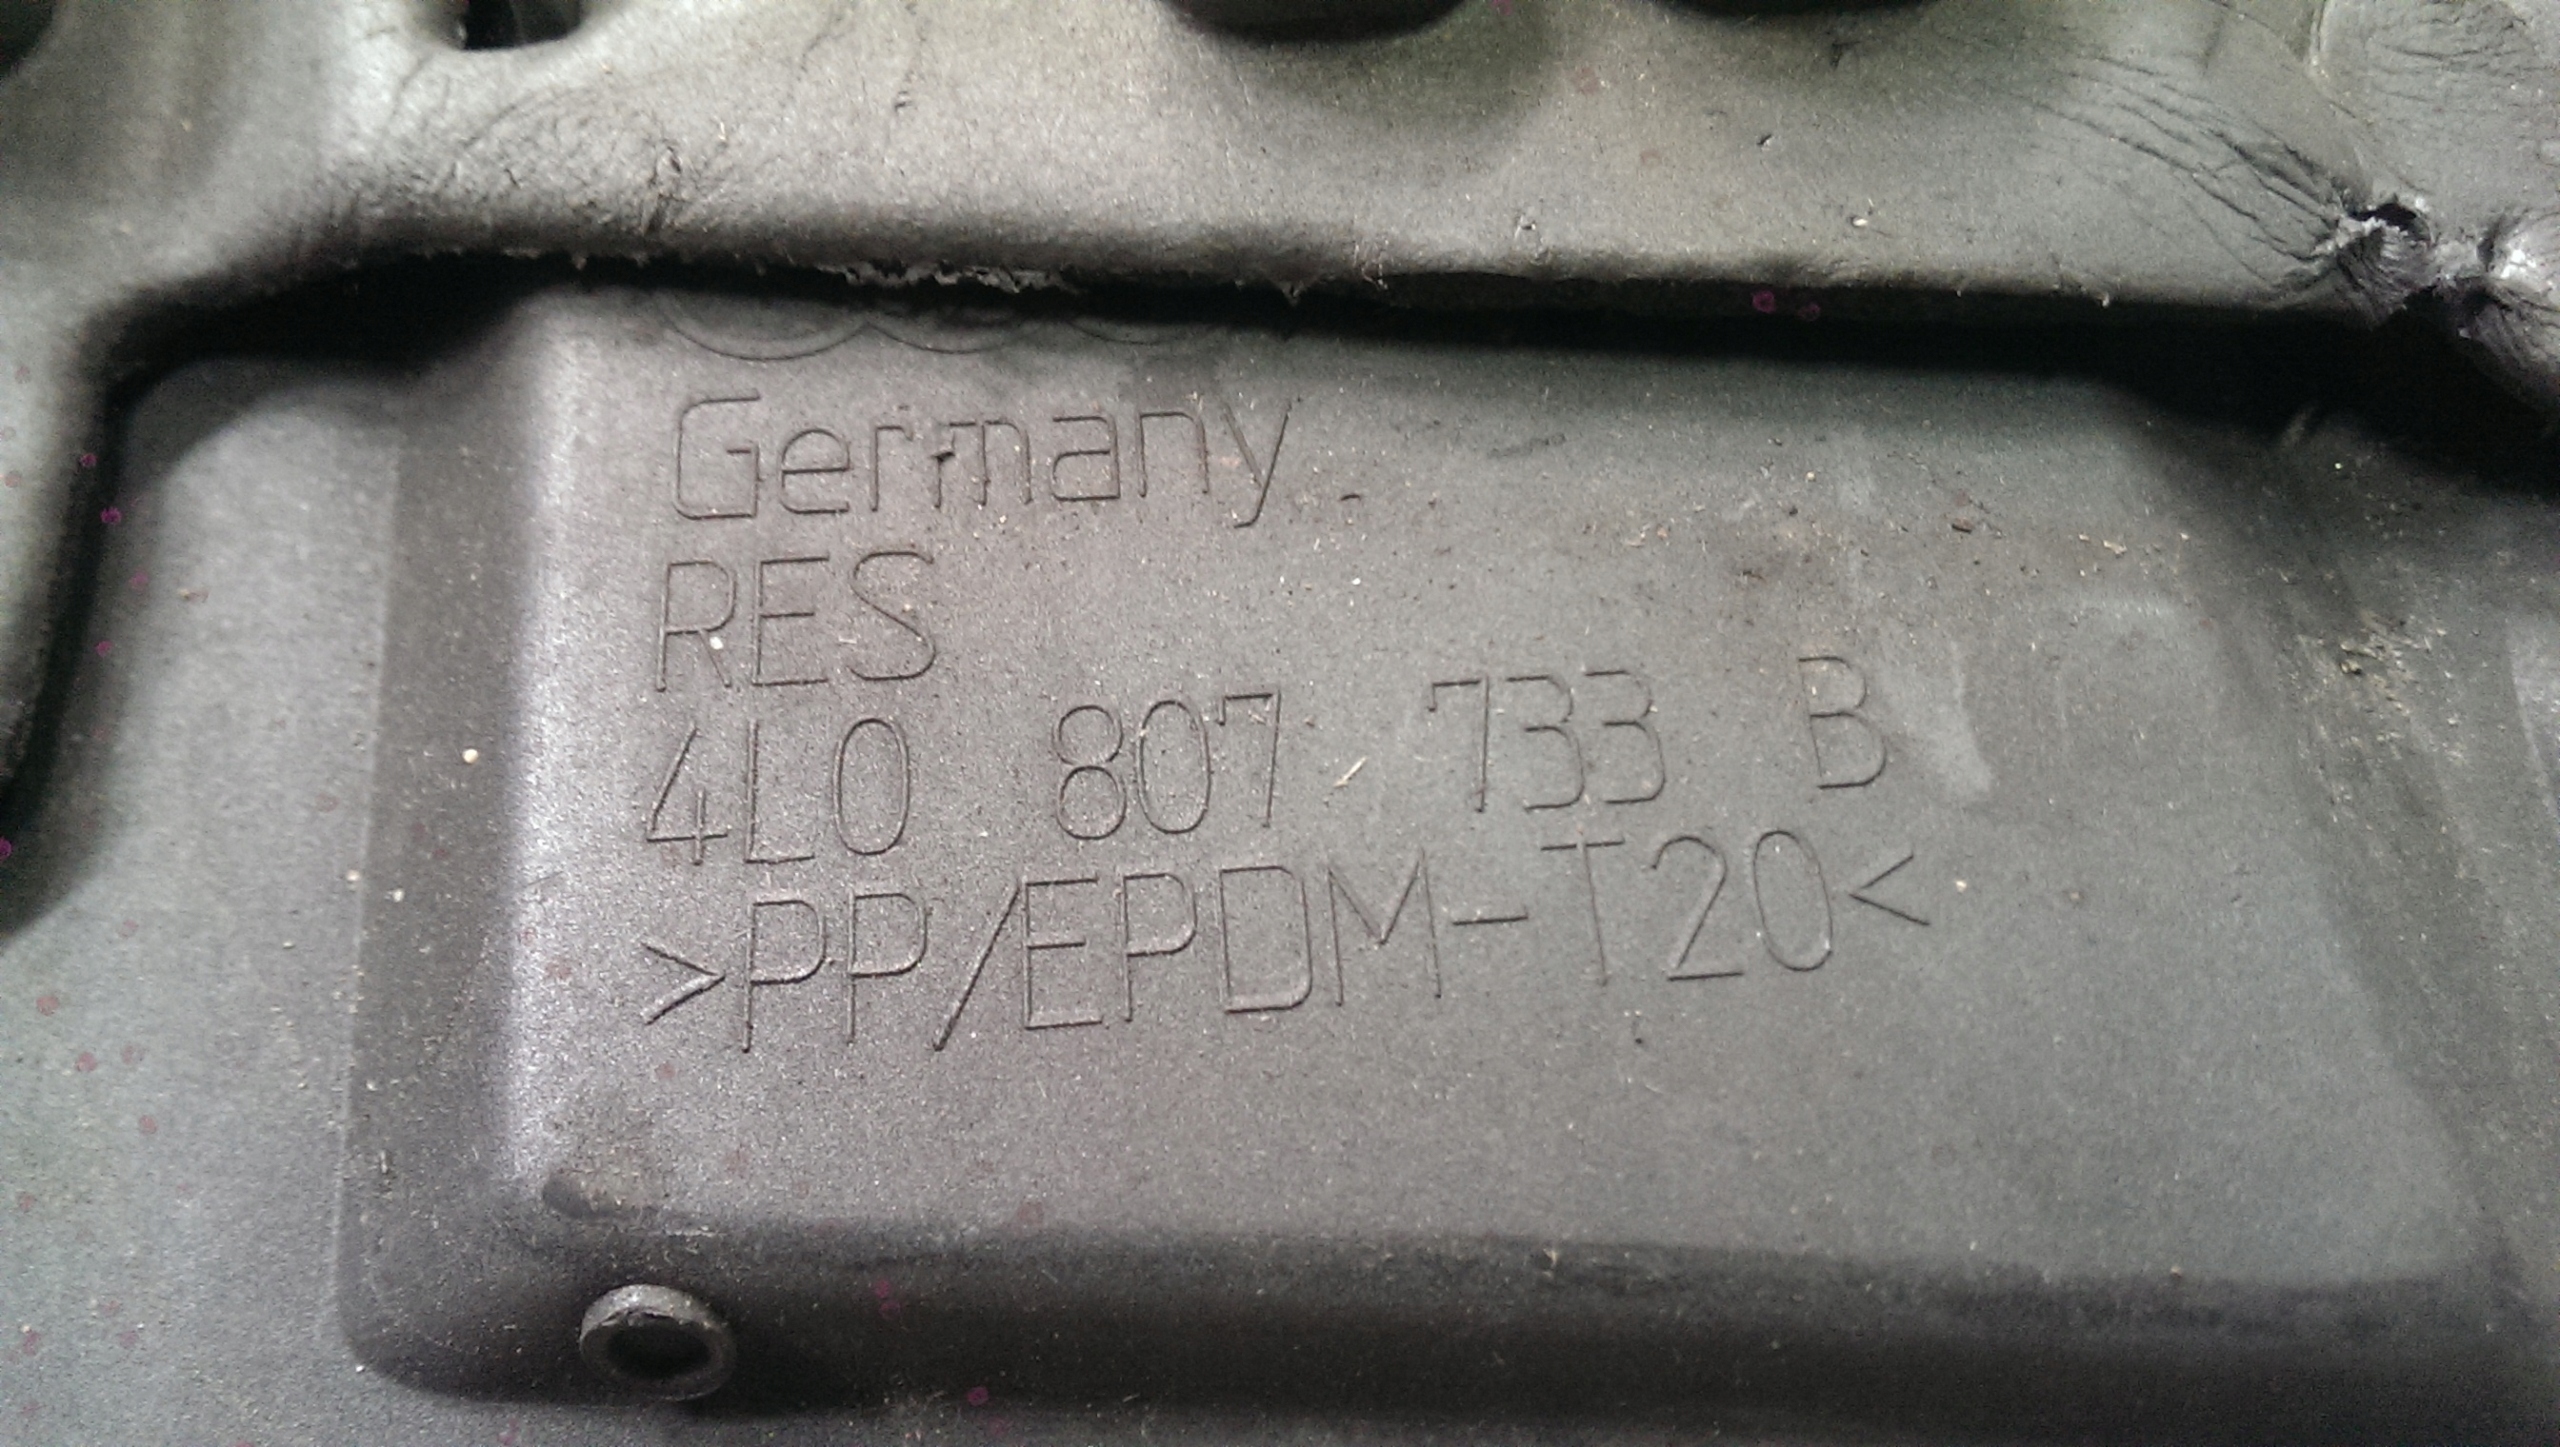 Germany
RES
4L0 807 733 B
>PP/EPDM-T20<